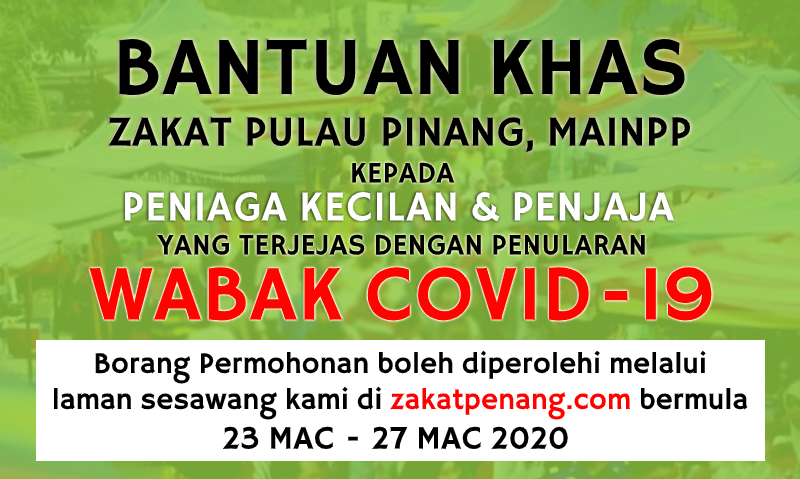 BANTUAN KHAS
ZAKAT PULAU PINANG, MAINPP
KEPADA
PENIAGA KECILAN & PENJAJA
YANG TERJEJAS DENGAN PENULARAN
WABAK COVID-19
Borang Permohonan boleh diperolehi melalui
laman sesawang kami di zakatpenang.com bermula
23 MAC - 27 MAC 2020